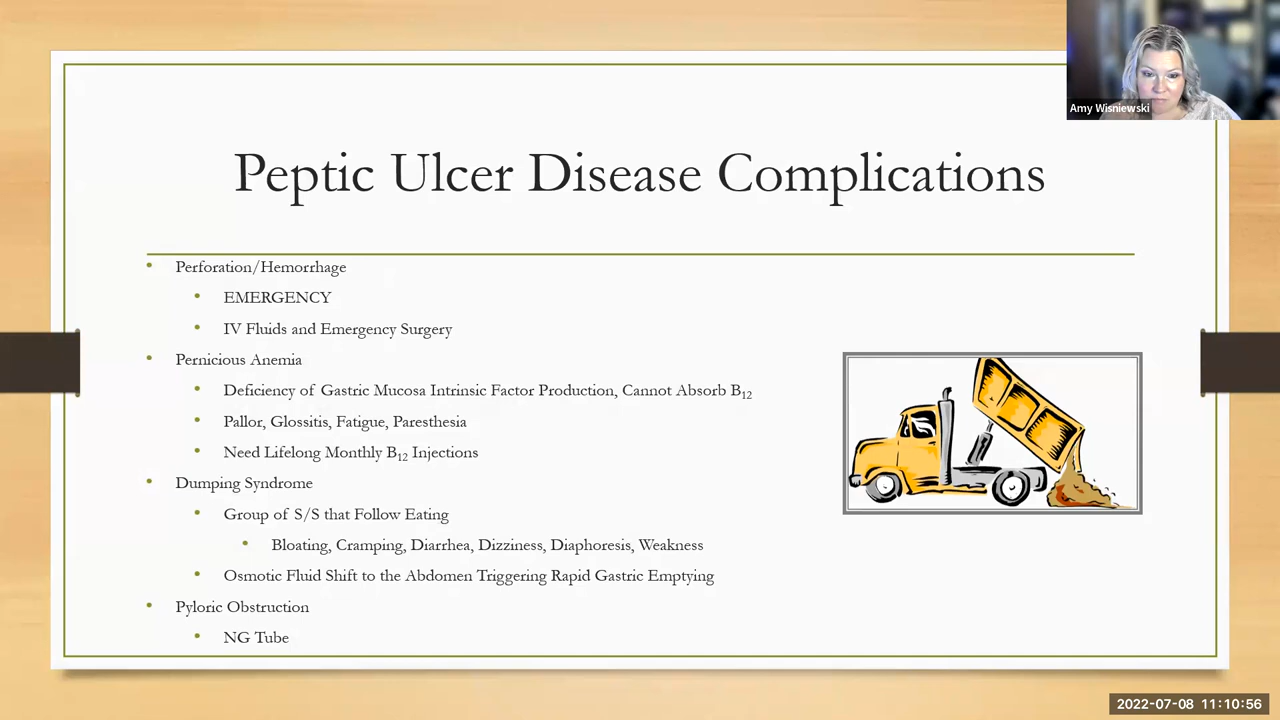 Amy Wisniewski
Peptic Ulcer Disease Complications
• Perforation/Hemorrhage
• EMERGENCY
• IV Fluids and Emergency Surgery
• Pernicious Anemia
• Deficiency of Gastric Mucosa Intrinsic Factor Production, Cannot Absorb B₁₂
• Pallor, Glossitis, Fatigue, Paresthesia
• Need Lifelong Monthly B₁₂ Injections
• Dumping Syndrome
• Group of S/S that Follow Eating
• Bloating, Cramping, Diarrhea, Dizziness, Diaphoresis, Weakness
• Osmotic Fluid Shift to the Abdomen Triggering Rapid Gastric Emptying
• Pyloric Obstruction
• NG Tube
2022-07-08 11:10:56